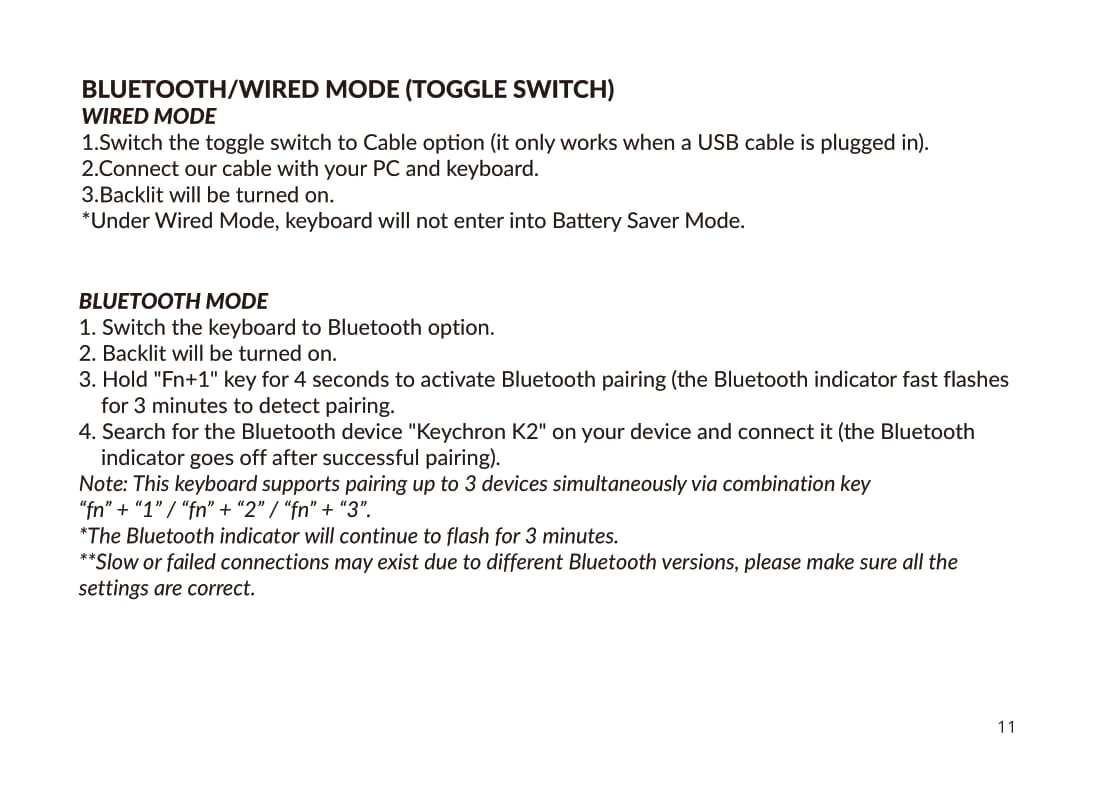 BLUETOOTH/WIRED MODE (TOGGLE SWITCH)
WIRED MODE
1.Switch the toggle switch to Cable option (it only works when a USB cable is plugged in).
2.Connect our cable with your PC and keyboard.
3.Backlit will be turned on.
*Under Wired Mode, keyboard will not enter into Battery Saver Mode.
BLUETOOTH MODE
1. Switch the keyboard to Bluetooth option.
2. Backlit will be turned on.
3. Hold "Fn+1" key for 4 seconds to activate Bluetooth pairing (the Bluetooth indicator fast flashes
for 3 minutes to detect pairing.
4. Search for the Bluetooth device "Keychron K2" on your device and connect it (the Bluetooth
indicator goes off after successful pairing).
Note: This keyboard supports pairing up to 3 devices simultaneously via combination key
“fn” + “1” / “fn” + “2” / “fn” + “3”.
*The Bluetooth indicator will continue to flash for 3 minutes.
**Slow or failed connections may exist due to different Bluetooth versions, please make sure all the
settings are correct.
11